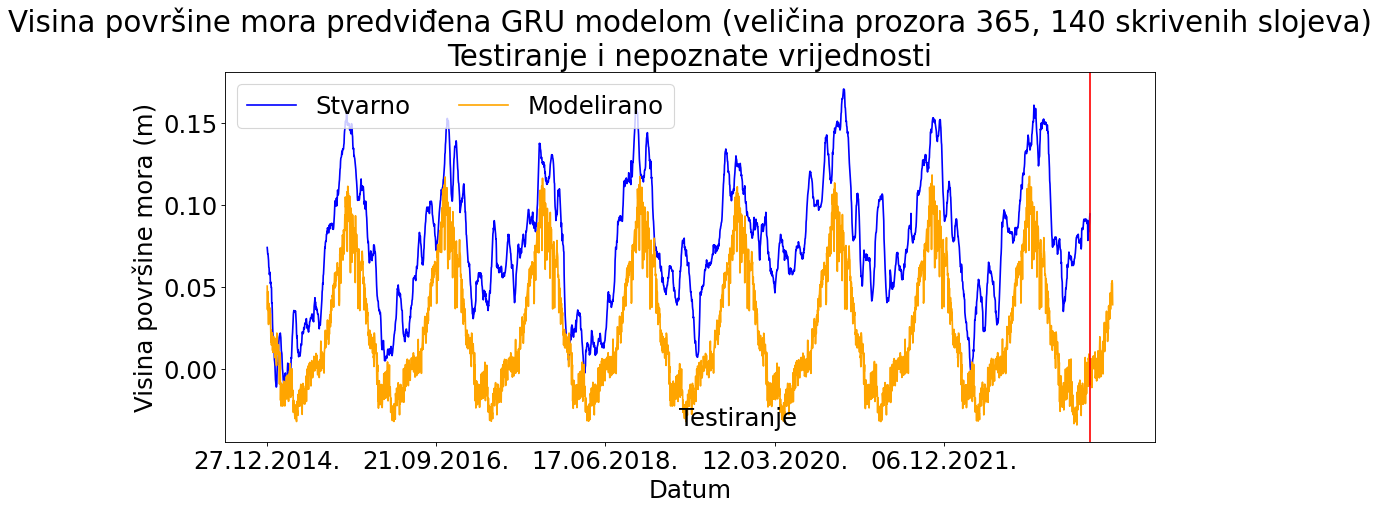 Visina površine mora predviđena GRU modelom (veličina prozora 365, 140 skrivenih slojeva)
Testiranje i nepoznate vrijednosti
Stvarno Modelirano
Visina površine mora (m)
0.15
0.10
0.05
0.00
Testiranje
27.12.2014. 21.09.2016. 17.06.2018. 12.03.2020. 06.12.2021.
Datum